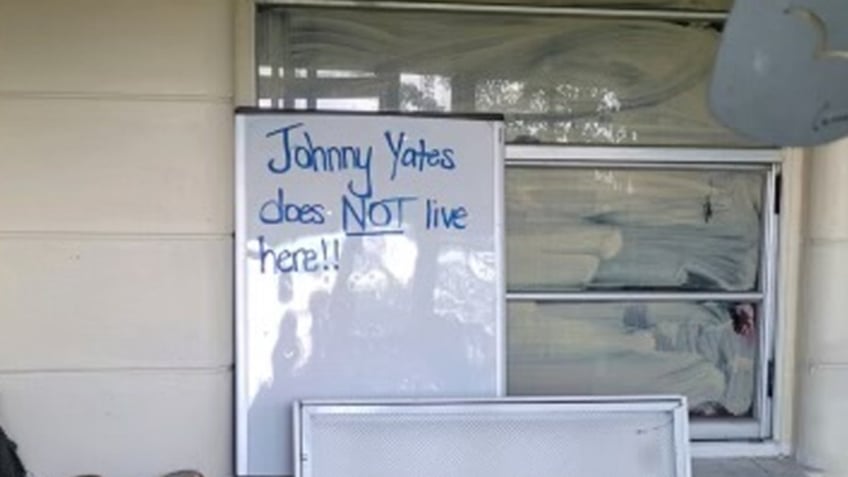 Johnny Yates
does NOT live
here!!